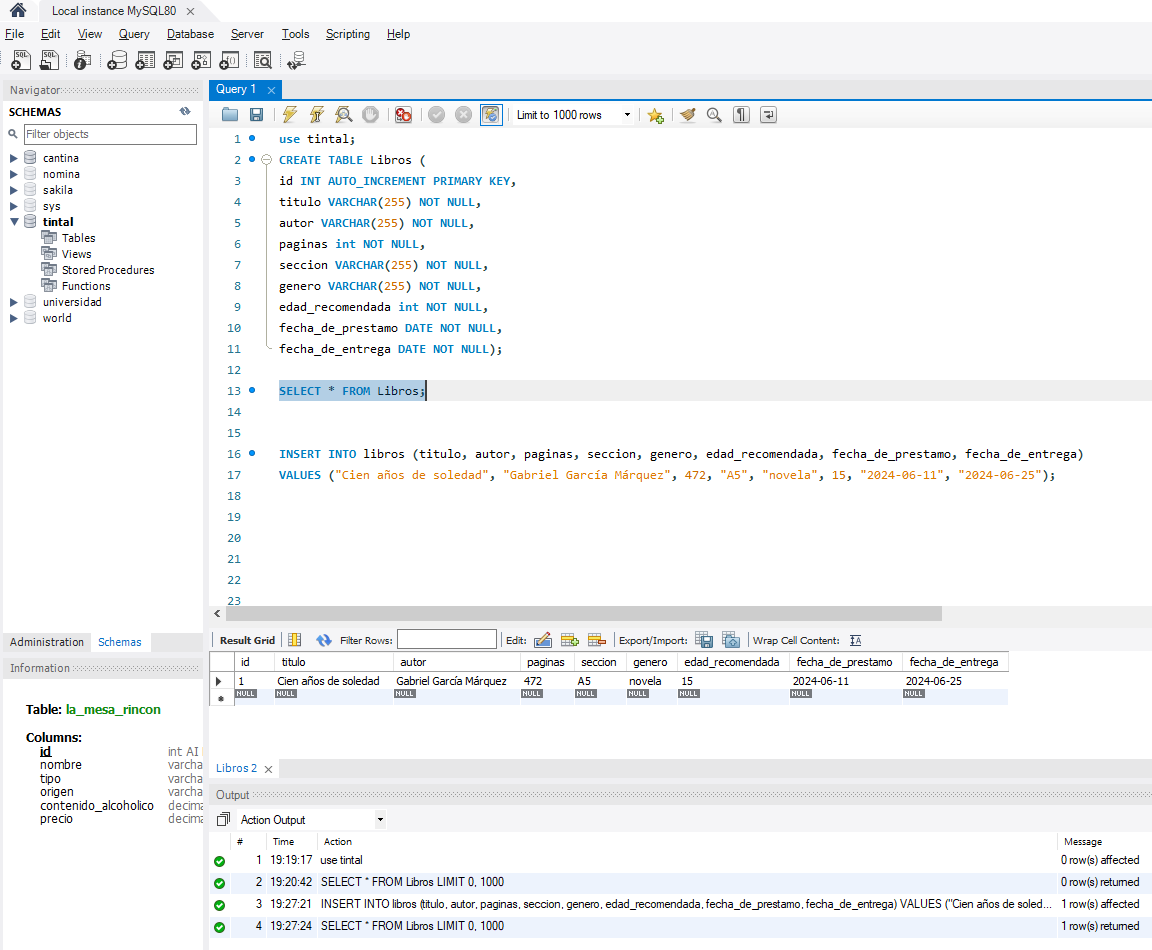 Local instance MySQL80
File Edit View Query Database Server Tools Scripting Help
Navigator
SCHEMAS
Filter objects
cantina
nomina
sakila
sys
tintal
Tables
Views
Stored Procedures
Functions
universidad
world
Administration Schemas
Information
Table: la_mesa_rincon
Columns:
id int AI
nombre varcha
tipo varcha
origen varcha
contenido_alcoholico decima
precio decima
Query 1
Limit to 1000 rows
1 use tintal;
2 CREATE TABLE Libros (
3 id INT AUTO_INCREMENT PRIMARY KEY,
4 titulo VARCHAR(255) NOT NULL,
5 autor VARCHAR(255) NOT NULL,
6 paginas int NOT NULL,
7 seccion VARCHAR(255) NOT NULL,
8 genero VARCHAR(255) NOT NULL,
9 edad_recomendada int NOT NULL,
10 fecha_de_prestamo DATE NOT NULL,
11 fecha_de_entrega DATE NOT NULL);
12
13 SELECT * FROM Libros;
14
15
16 INSERT INTO libros (titulo, autor, paginas, seccion, genero, edad_recomendada, fecha_de_prestamo, fecha_de_entrega)
17 VALUES ("Cien años de soledad", "Gabriel García Márquez", 472, "A5", "novela", 15, "2024-06-11", "2024-06-25");
18
19
20
21
22
23
Result Grid Filter Rows: Edit: Export/Import: Wrap Cell Content:
id titulo autor paginas seccion genero edad_recomendada fecha_de_prestamo fecha_de_entrega
1 Cien años de soledad Gabriel García Márquez 472 A5 novela 15 2024-06-11 2024-06-25
NULL NULL NULL NULL NULL NULL NULL NULL NULL
Libros 2
Output
Action Output
# Time Action Message
1 19:19:17 use tintal 0 row(s) affected
2 19:20:42 SELECT * FROM Libros LIMIT 0, 1000 0 row(s) returned
3 19:27:21 INSERT INTO libros (titulo, autor, paginas, seccion, genero, edad_recomendada, fecha_de_prestamo, fecha_de_entrega) VALUES ("Cien años de soled... 1 row(s) affected
4 19:27:24 SELECT * FROM Libros LIMIT 0, 1000 1 row(s) returned